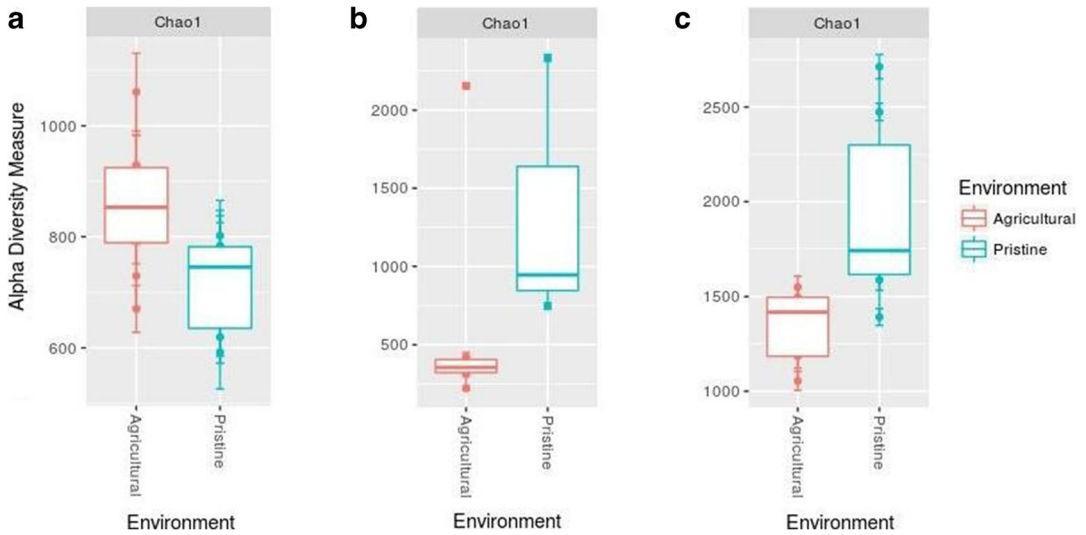 a
Chao1
Alpha Diversity Measure
1000
800
600
Agricultural
Pristine
Environment
b
Chao1
2000
1500
1000
500
Agricultural
Pristine
Environment
c
Chao1
2500
2000
1500
1000
Agricultural
Pristine
Environment
Environment
Agricultural
Pristine